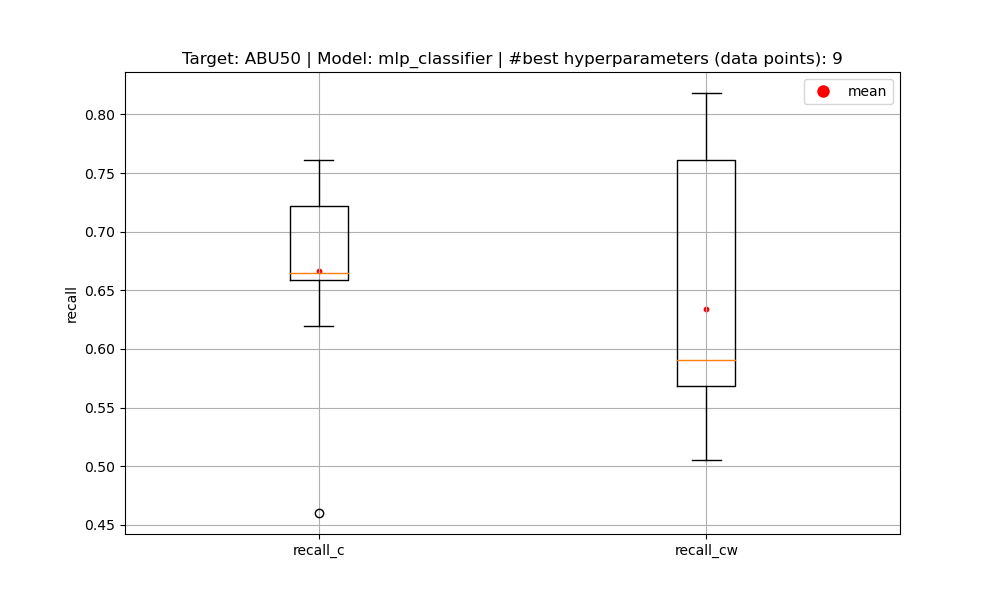 Target: ABU50 | Model: mlp_classifier | #best hyperparameters (data points): 9
mean
0.80
0.75
0.70
0.65
0.60
0.55
0.50
0.45
recall
recall_c
recall_cw